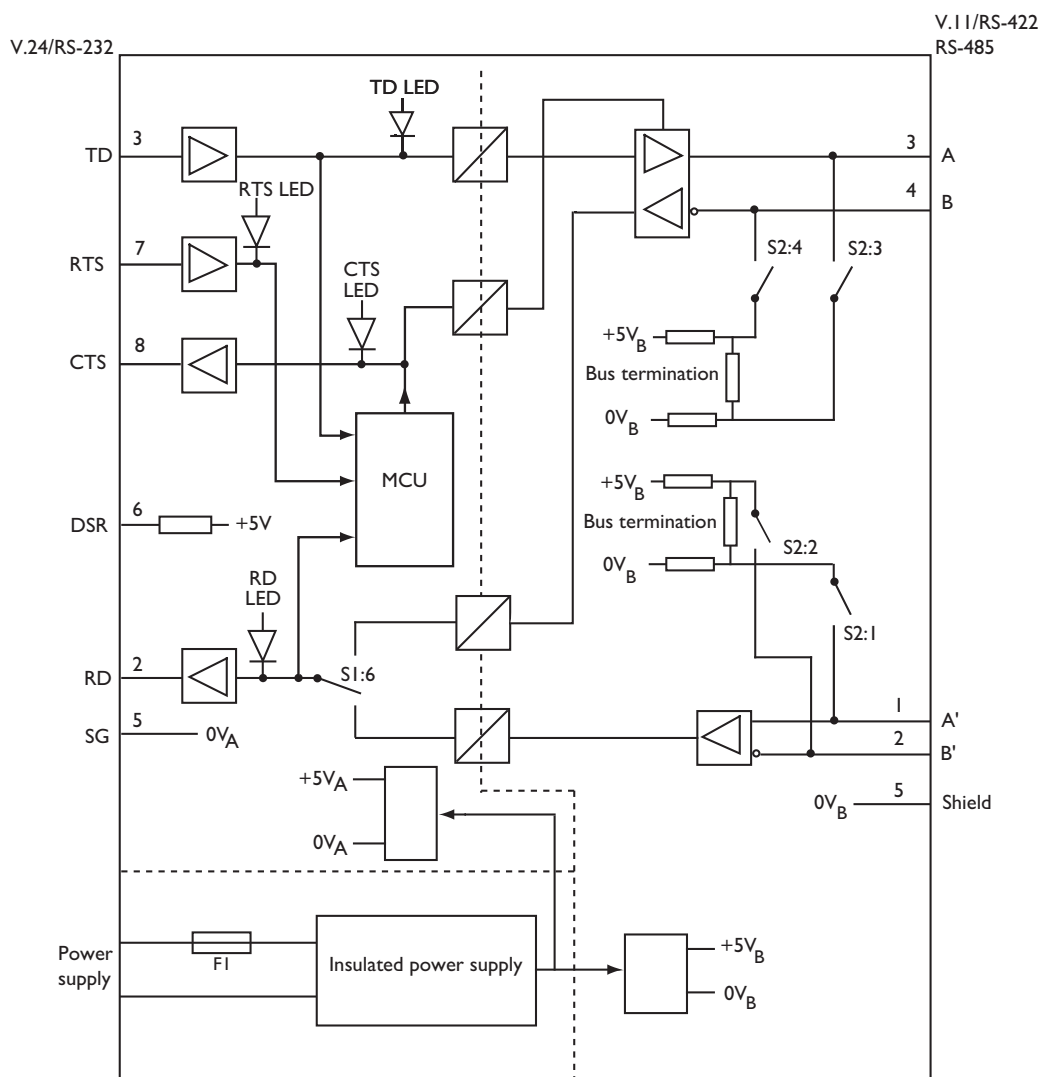 V.11/RS-422
V.24/RS-232
RS-485
TD LED
3
TD
3
A
RTS LED
4
B
7
RTS
CTS
LED
S2:4
S2:3
8
CTS
+5VB
Bus termination
0VB
MCU
+5VB
6
DSR
+5V
Bus termination
S2:2
0VB
RD
LED
S2:1
2
RD
S1:6
1
A'
5
SG
0VA
2
B'
+5VA
0VB
5
Shield
0VA
Power
supply
F1
Insulated power supply
+5VB
0VB